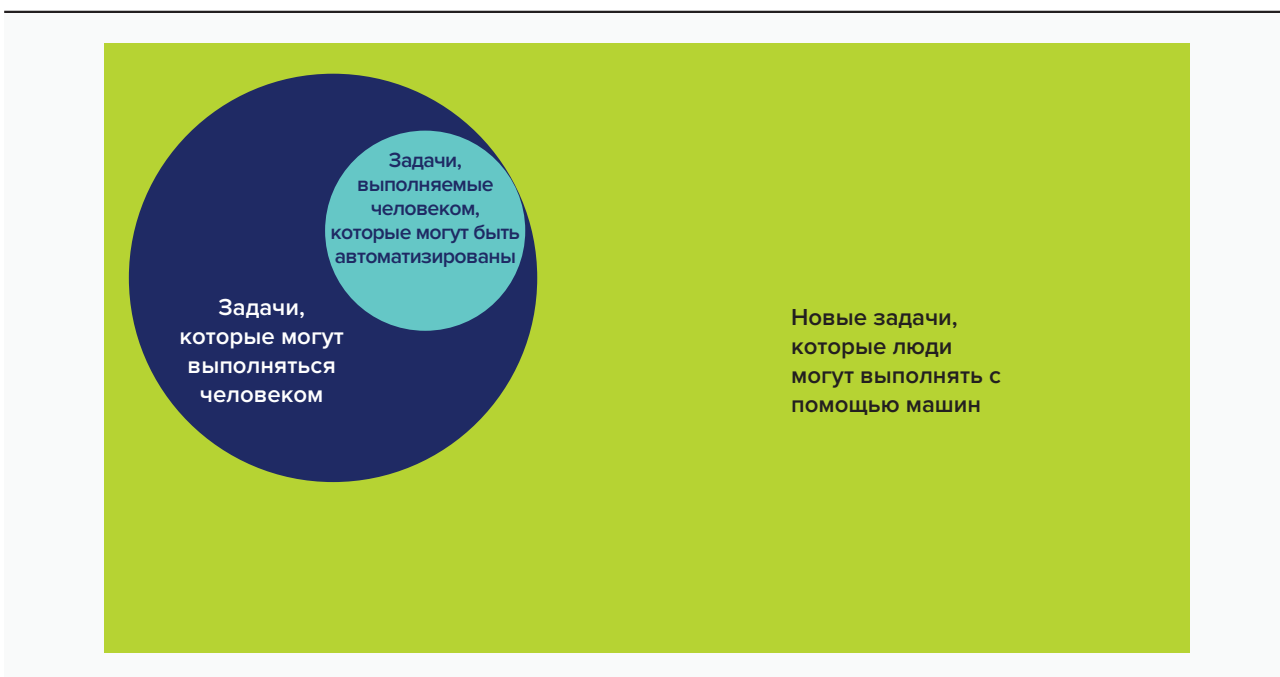 Задачи,
выполняемые
человеком,
которые могут быть
автоматизированы
Задачи,
которые могут
выполняться
человеком
Новые задачи,
которые люди
могут выполнять с
помощью машин